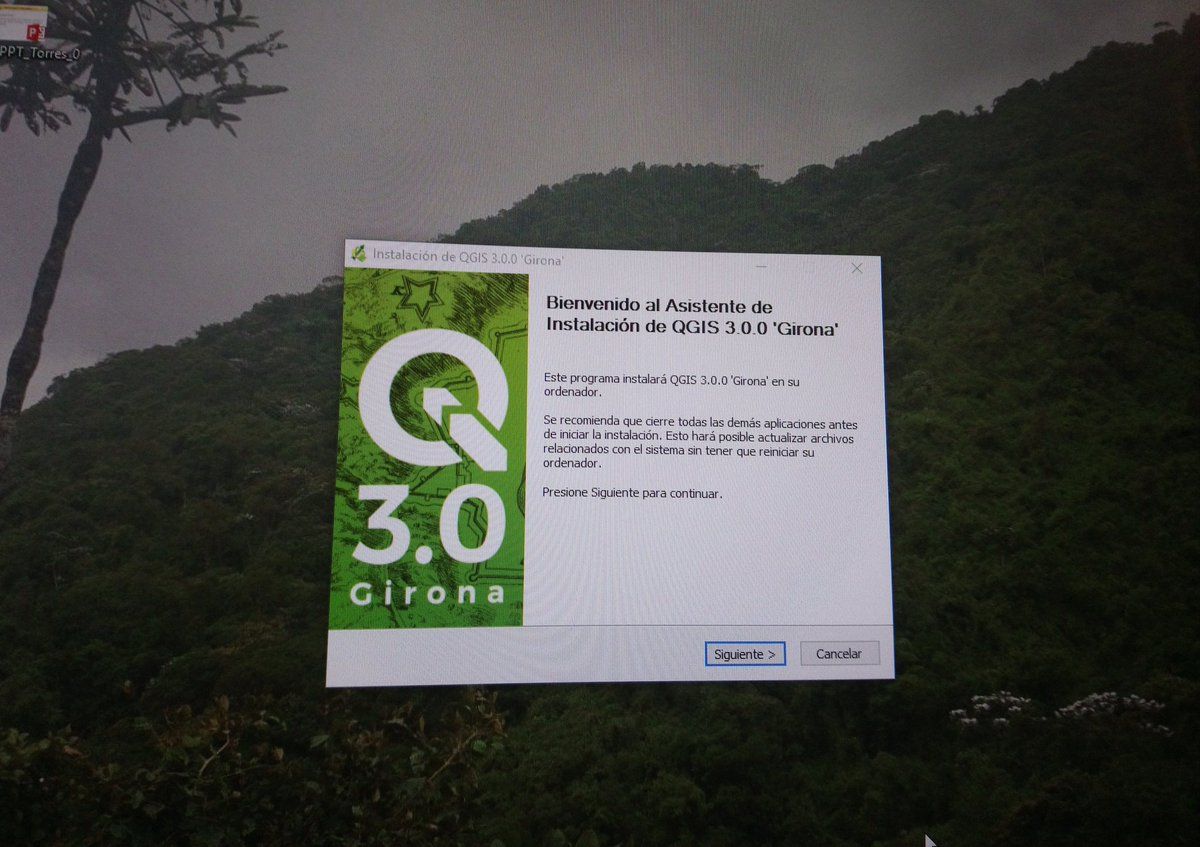 PPT_Torres_0
Instalación de QGIS 3.0.0 'Girona'
Bienvenido al Asistente de
Instalación de QGIS 3.0.0 'Girona'
Este programa instalará QGIS 3.0.0 'Girona' en su
ordenador.
Se recomienda que cierre todas las demás aplicaciones antes
de iniciar la instalación. Esto hará posible actualizar archivos
relacionados con el sistema sin tener que reiniciar su
ordenador.
Presione Siguiente para continuar.
3.0
Girona
Siguiente >
Cancelar